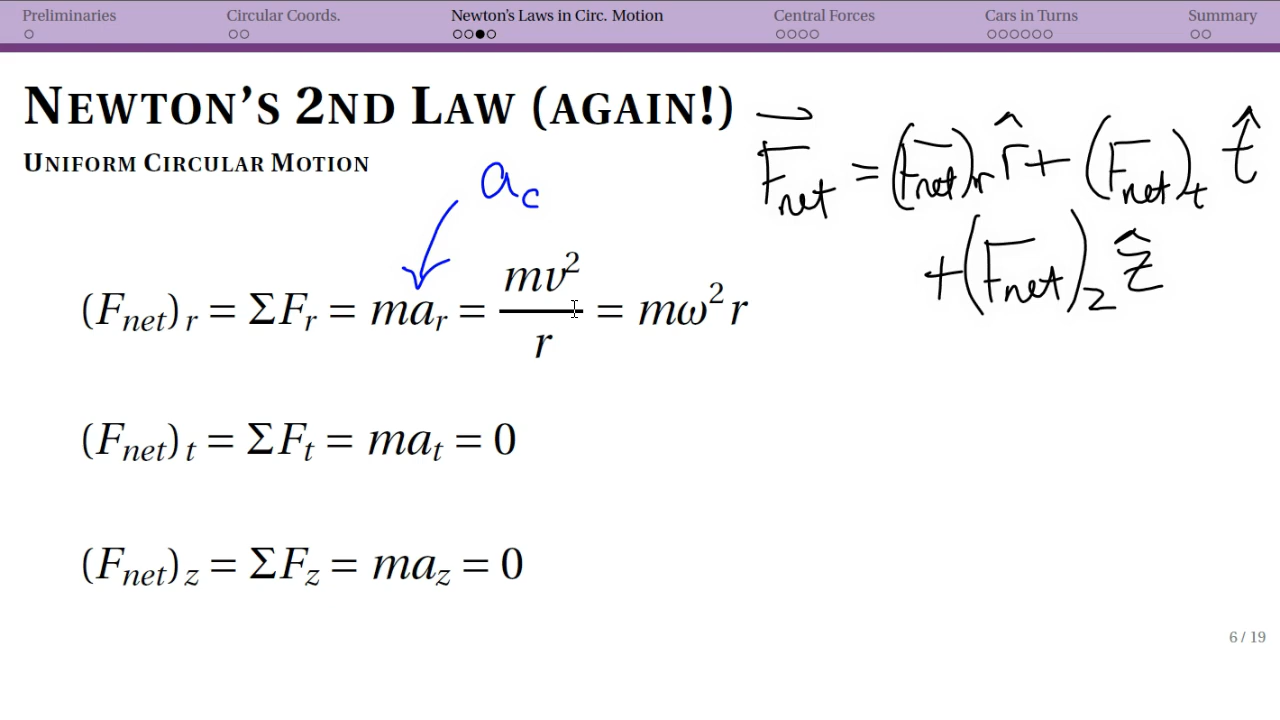 Preliminaries Circular Coords. Newton's Laws in Circ. Motion Central Forces Cars in Turns Summary
NEWTON'S 2ND LAW (AGAIN!)
UNIFORM CIRCULAR MOTION
F⃗_net = (F_net)_r r̂ + (F_net)_t t̂
+ (F_net)_z ẑ
a_c
(F_net)_r = ΣF_r = ma_r = mv²/r = mω²r
(F_net)_t = ΣF_t = ma_t = 0
(F_net)_z = ΣF_z = ma_z = 0
6 / 19